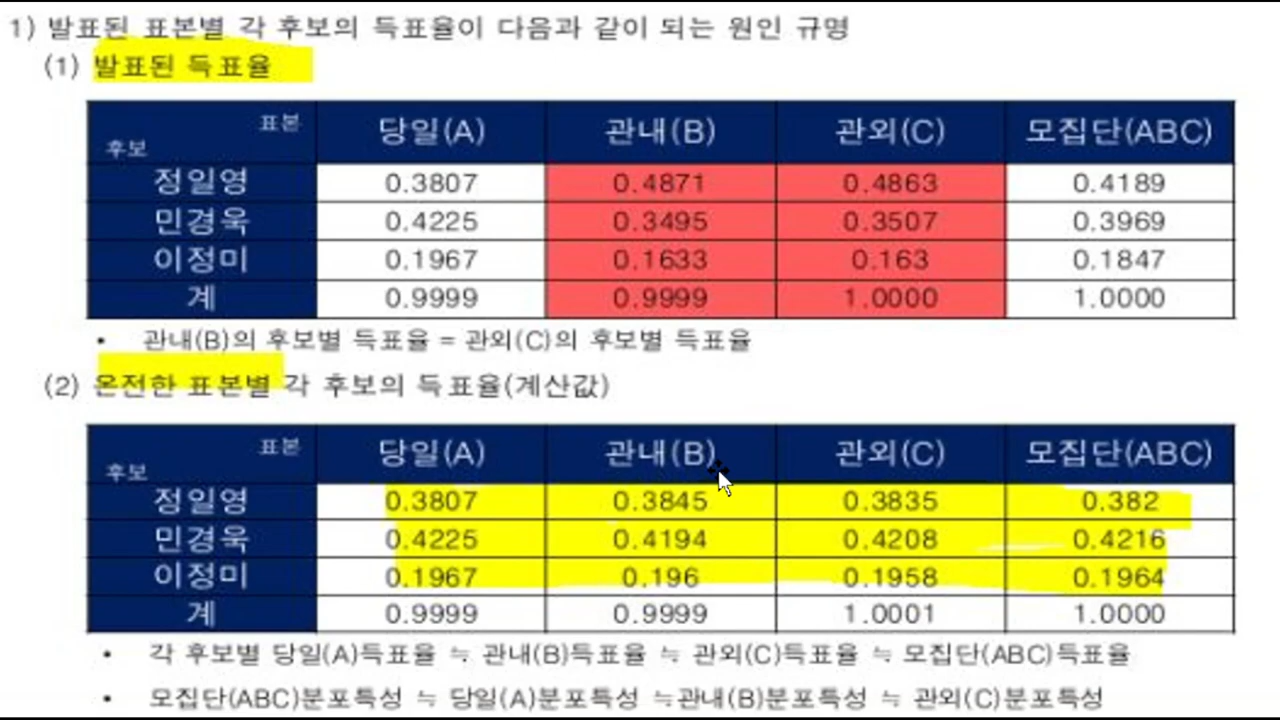 1) 발표된 표본별 각 후보의 득표율이 다음과 같이 되는 원인 규명
(1) 발표된 득표율
표본
후보
당일(A) 관내(B) 관외(C) 모집단(ABC)
정일영 0.3807 0.4871 0.4863 0.4189
민경욱 0.4225 0.3495 0.3507 0.3969
이정미 0.1967 0.1633 0.163 0.1847
계 0.9999 0.9999 1.0000 1.0000
• 관내(B)의 후보별 득표율 = 관외(C)의 후보별 득표율
(2) 온전한 표본별 각 후보의 득표율(계산값)
표본
후보
당일(A) 관내(B) 관외(C) 모집단(ABC)
정일영 0.3807 0.3845 0.3835 0.382
민경욱 0.4225 0.4194 0.4208 0.4216
이정미 0.1967 0.196 0.1958 0.1964
계 0.9999 0.9999 1.0001 1.0000
• 각 후보별 당일(A)득표율 ≒ 관내(B)득표율 ≒ 관외(C)득표율 ≒ 모집단(ABC)득표율
• 모집단(ABC)분포특성 ≒ 당일(A)분포특성 ≒관내(B)분포특성 ≒ 관외(C)분포특성